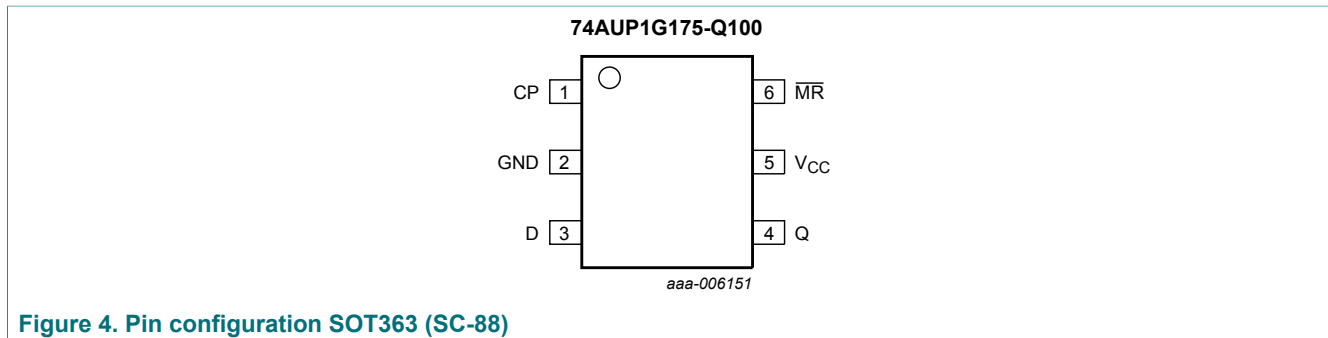 74AUP1G175-Q100
CP 1 6 M̅R̅
GND 2 5 VCC
D 3 4 Q
aaa-006151
Figure 4. Pin configuration SOT363 (SC-88)